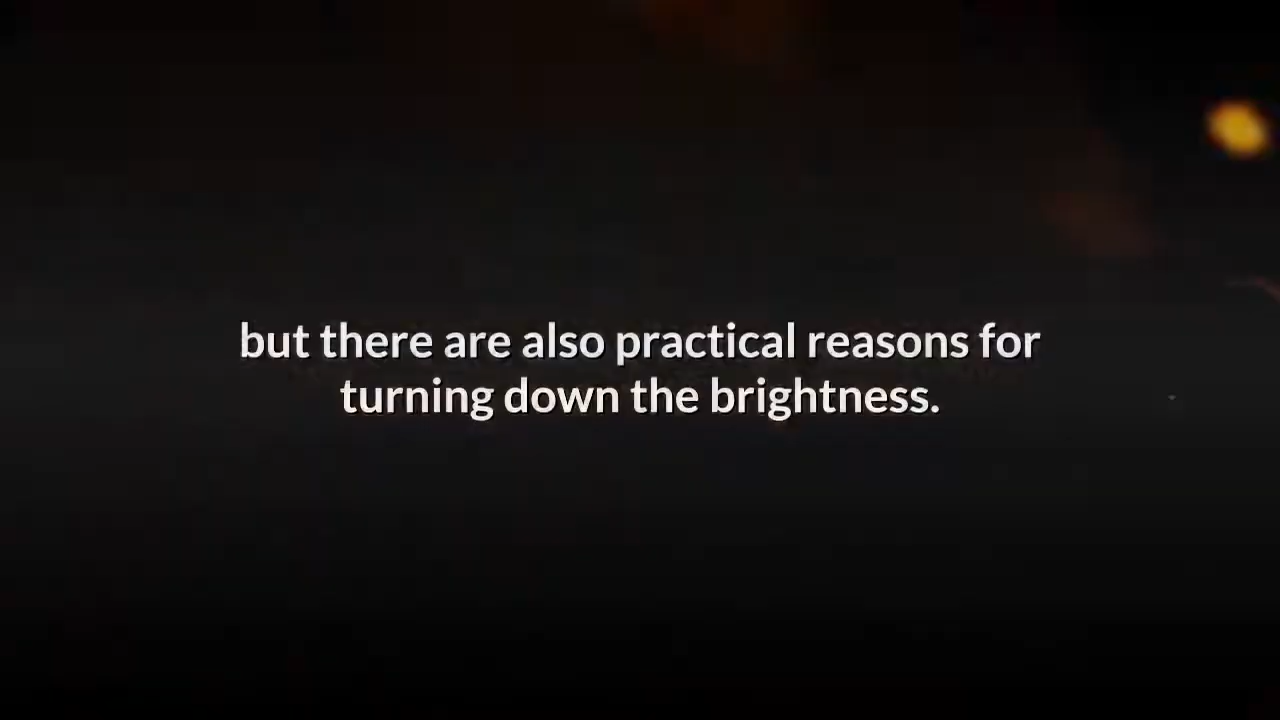 but there are also practical reasons for
turning down the brightness.